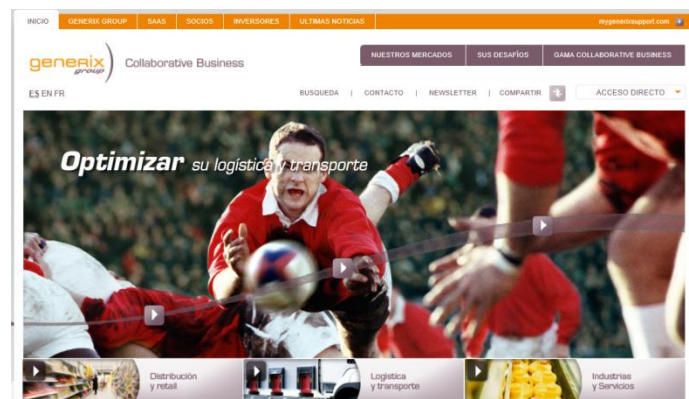 INICIO GENERIX GROUP SAAS SOCIOS INVERSORES ULTIMAS NOTICIAS mygenerixsupport.com
generix group Collaborative Business
NUESTROS MERCADOS SUS DESAFÍOS GAMA COLLABORATIVE BUSINESS
ES EN FR
BUSQUEDA | CONTACTO | NEWSLETTER | COMPARTIR ACCESO DIRECTO
Optimizar su logística y transporte
Distribución
y retail
Logística
y transporte
Industrias
y Servicios